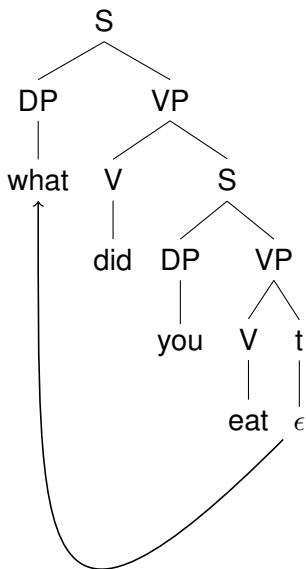 S
DP VP
what V S
did DP VP
you V t
eat ϵ